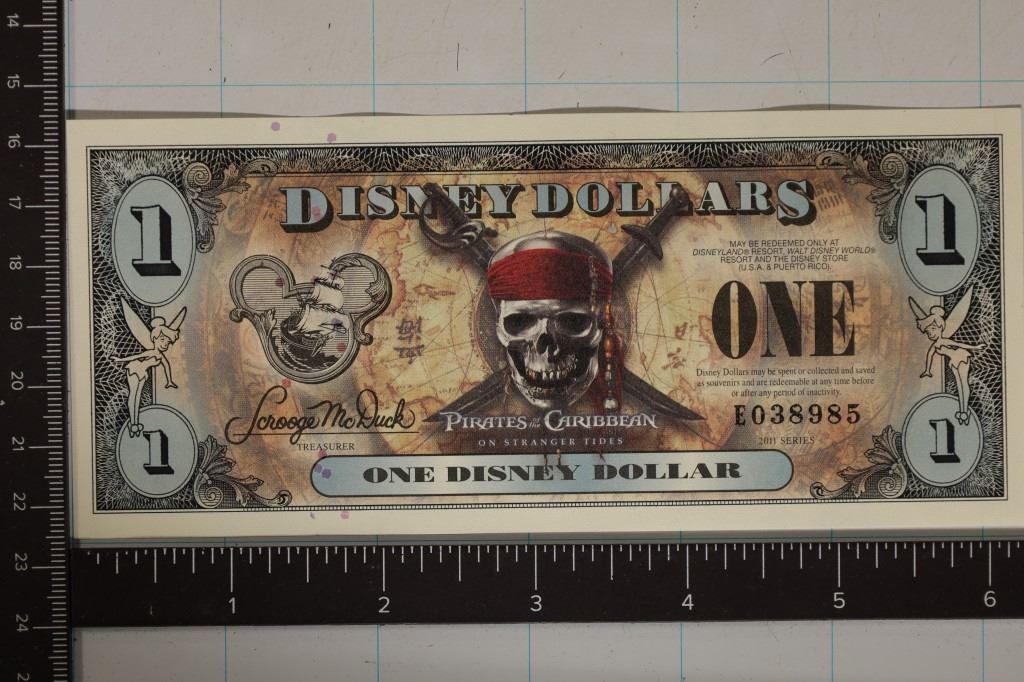 DISNEY DOLLARS
1
1
MAY BE REDEEMED ONLY AT
DISNEYLAND® RESORT, WALT DISNEY WORLD®
RESORT AND THE DISNEY STORE
(U.S.A. & PUERTO RICO).
ONE
Disney Dollars may be spent or collected and saved
as souvenirs and are redeemable at any time before
or after any period of inactivity.
E038985
2011 SERIES
Scrooge McDuck
TREASURER
PIRATES of the CARIBBEAN
ON STRANGER TIDES
1
1
ONE DISNEY DOLLAR
14
15
16
17
18
19
20
21
22
23
24
1 2 3 4 5 6